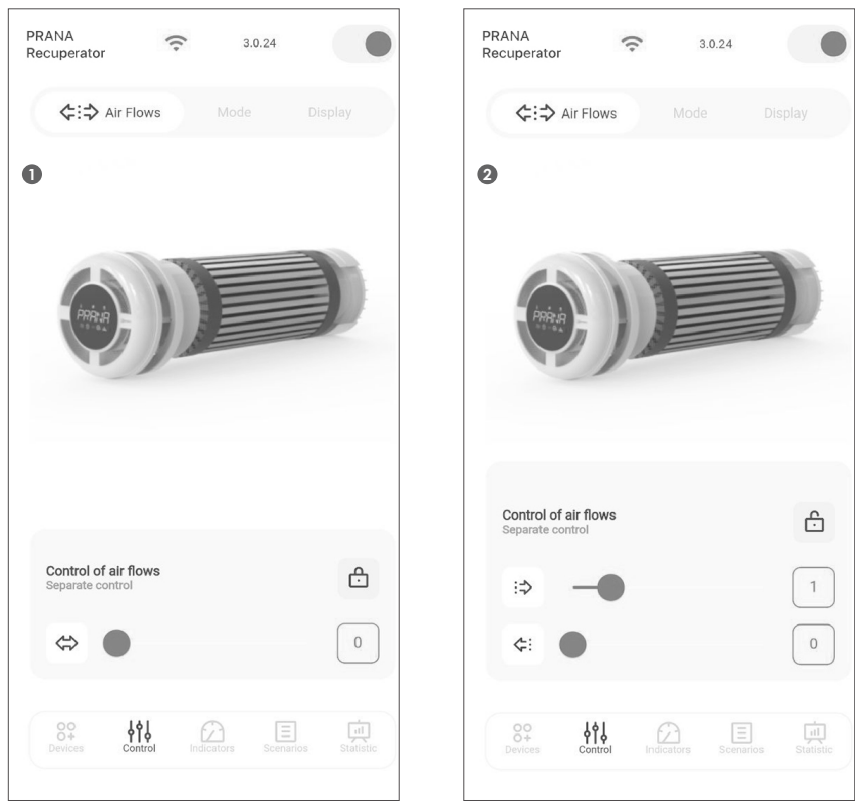 PRANA
Recuperator
3.0.24
Air Flows
Mode
Display
1
PRANA
Control of air flows
Separate control
0
Devices
Control
Indicators
Scenarios
Statistic
PRANA
Recuperator
3.0.24
Air Flows
Mode
Display
2
PRANA
Control of air flows
Separate control
1
0
Devices
Control
Indicators
Scenarios
Statistic